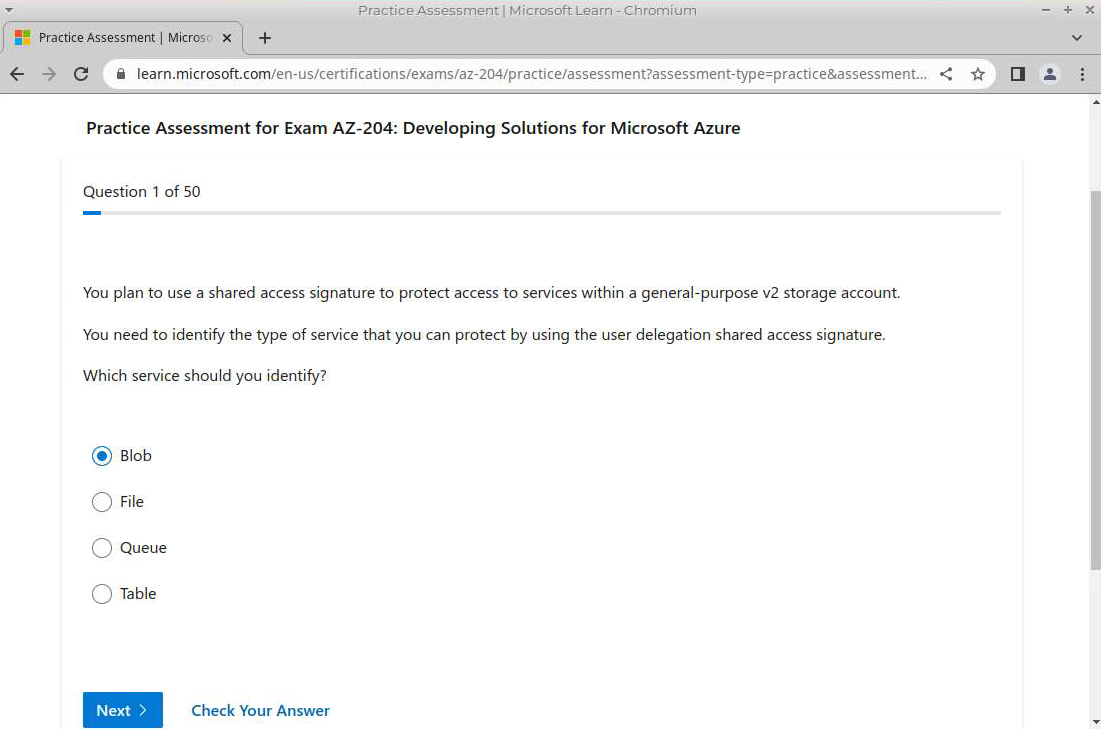 Practice Assessment | Microsoft Learn - Chromium
Practice Assessment | Microso
learn.microsoft.com/en-us/certifications/exams/az-204/practice/assessment?assessment-type=practice&assessment...
Practice Assessment for Exam AZ-204: Developing Solutions for Microsoft Azure
Question 1 of 50
You plan to use a shared access signature to protect access to services within a general-purpose v2 storage account.
You need to identify the type of service that you can protect by using the user delegation shared access signature.
Which service should you identify?
Blob
File
Queue
Table
Next
Check Your Answer